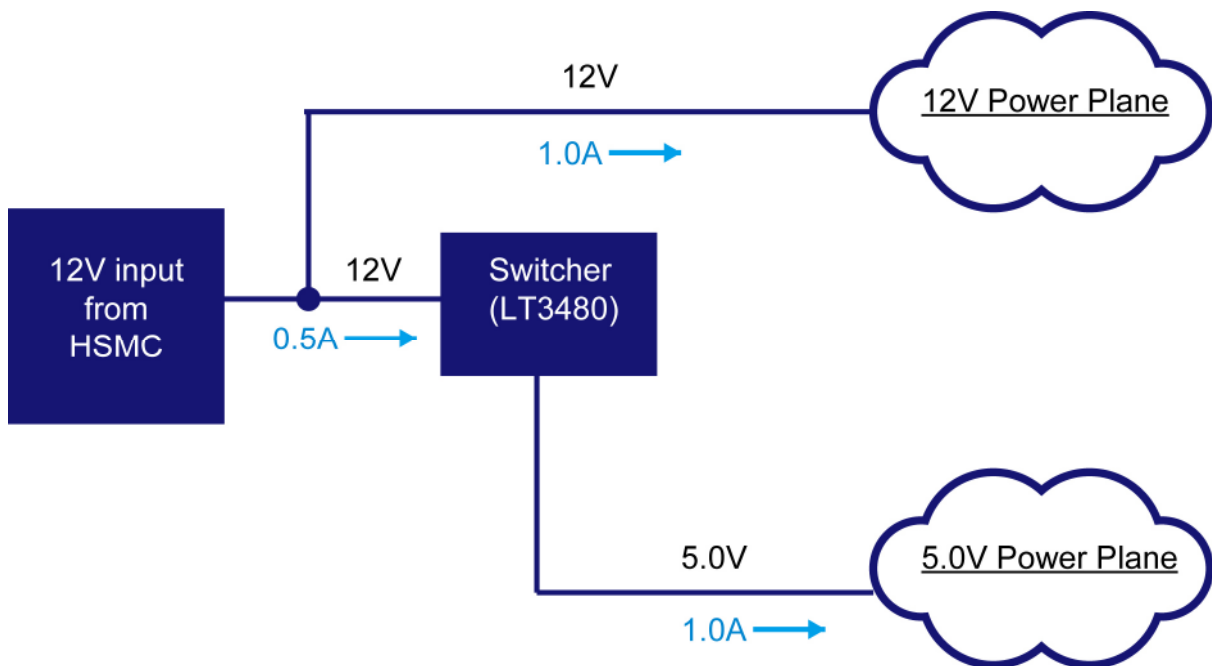 12V
12V Power Plane
1.0A
12V input
from
HSMC
12V
0.5A
Switcher
(LT3480)
5.0V
5.0V Power Plane
1.0A